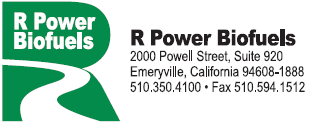 R Power
Biofuels
R Power Biofuels
2000 Powell Street, Suite 920
Emeryville, California 94608-1888
510.350.4100 • Fax 510.594.1512